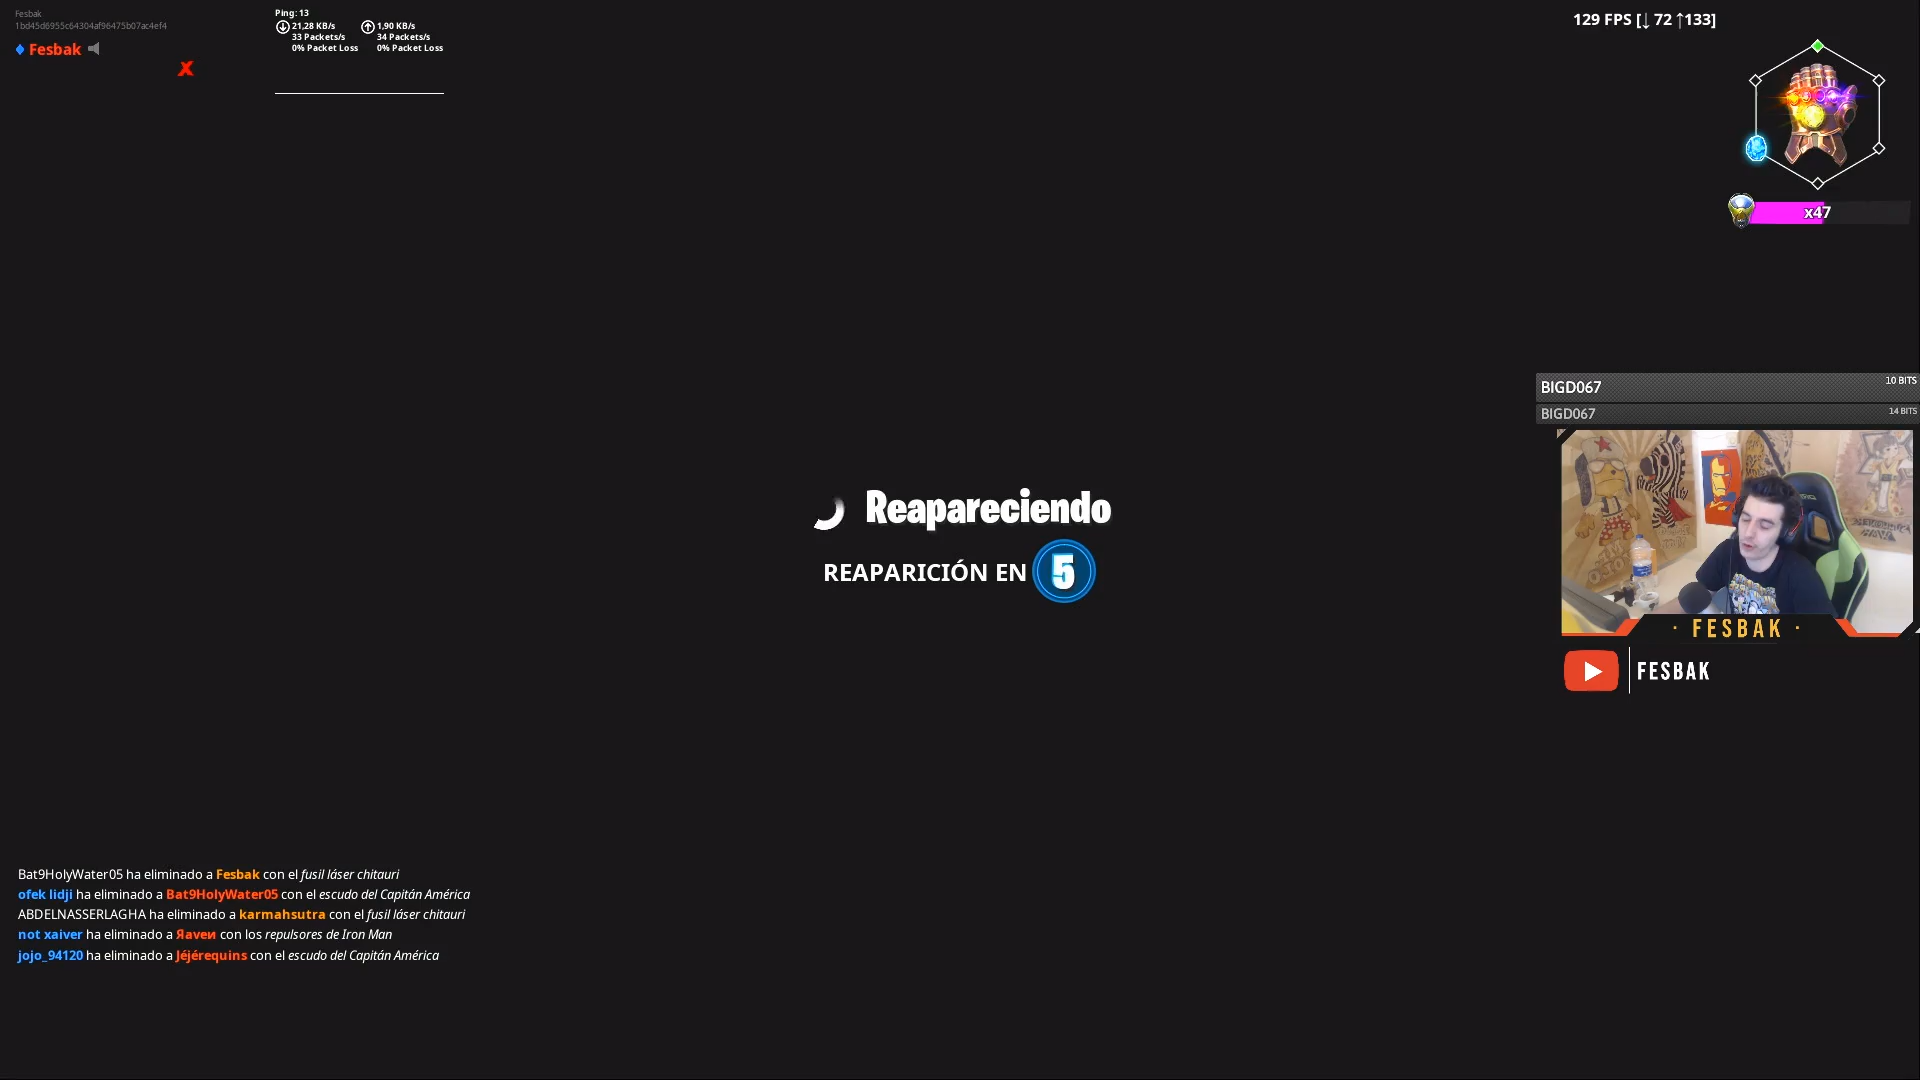 Fesbak
1bd45d6955c64304af96475b07ac4ef4
Fesbak
X
Ping: 13
21,28 KB/s
33 Packets/s
0% Packet Loss
1,90 KB/s
34 Packets/s
0% Packet Loss
129 FPS [↓ 72 ↑133]
x47
BIGD067 10 BITS
BIGD067 14 BITS
· FESBAK ·
FESBAK
Reapareciendo
REAPARICIÓN EN 5
Bat9HolyWater05 ha eliminado a Fesbak con el fusil láser chitauri
ofek lidji ha eliminado a Bat9HolyWater05 con el escudo del Capitán América
ABDELNASSERLAGHA ha eliminado a karmahsutra con el fusil láser chitauri
not xaiver ha eliminado a Яaveи con los repulsores de Iron Man
jojo_94120 ha eliminado a Jéjérequins con el escudo del Capitán América